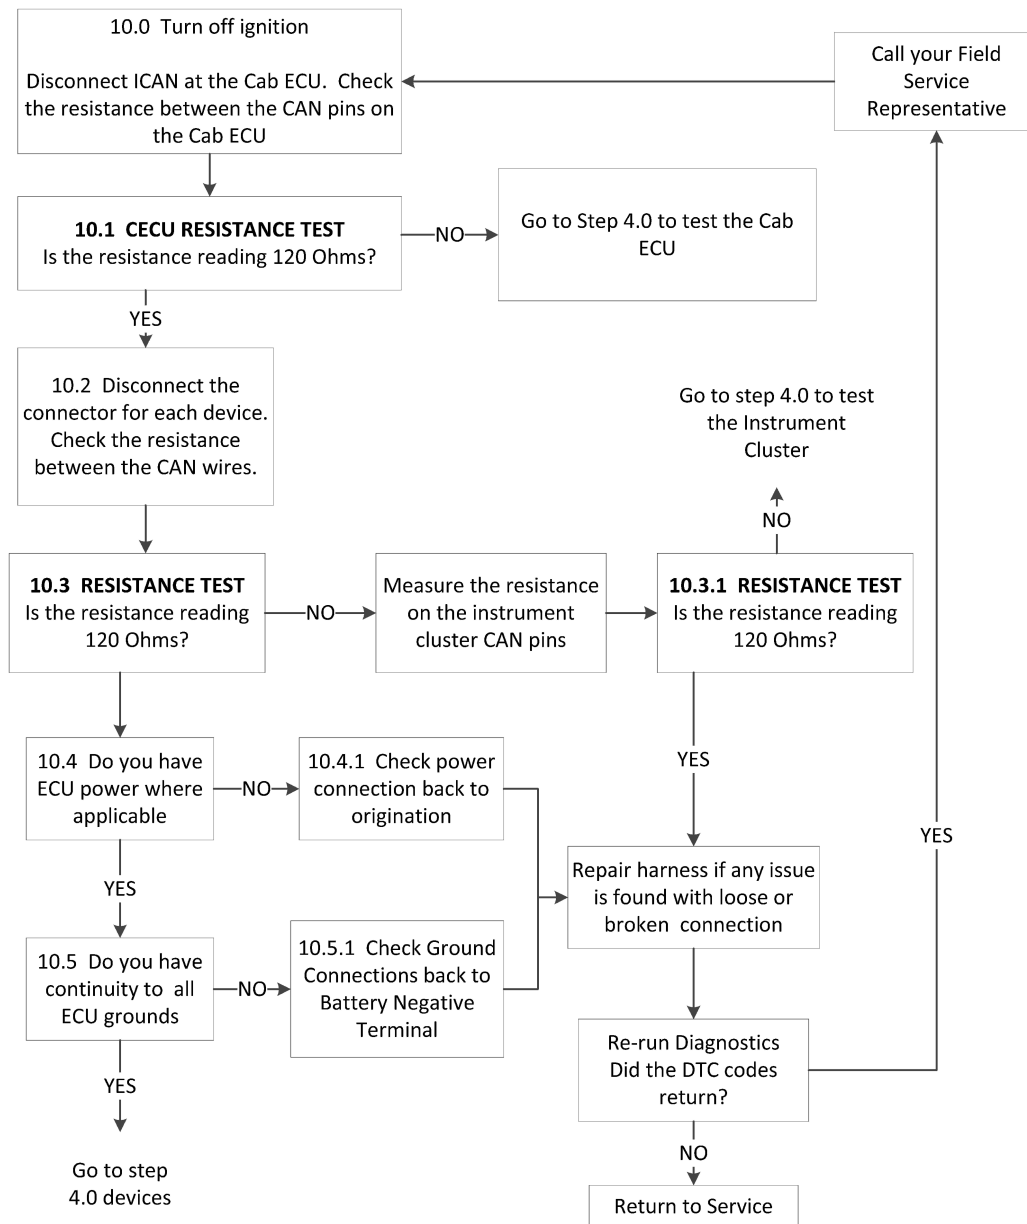 10.0 Turn off ignition
Disconnect ICAN at the Cab ECU. Check
the resistance between the CAN pins on
the Cab ECU
Call your Field
Service
Representative
10.1 CECU RESISTANCE TEST
Is the resistance reading 120 Ohms?
NO
Go to Step 4.0 to test the Cab
ECU
YES
10.2 Disconnect the
connector for each device.
Check the resistance
between the CAN wires.
Go to step 4.0 to test
the Instrument
Cluster
NO
10.3 RESISTANCE TEST
Is the resistance reading
120 Ohms?
NO
Measure the resistance
on the instrument
cluster CAN pins
10.3.1 RESISTANCE TEST
Is the resistance reading
120 Ohms?
10.4 Do you have
ECU power where
applicable
NO
10.4.1 Check power
connection back to
origination
YES
YES
YES
Repair harness if any issue
is found with loose or
broken connection
10.5 Do you have
continuity to all
ECU grounds
NO
10.5.1 Check Ground
Connections back to
Battery Negative
Terminal
Re-run Diagnostics
Did the DTC codes
return?
YES
NO
Go to step
4.0 devices
Return to Service